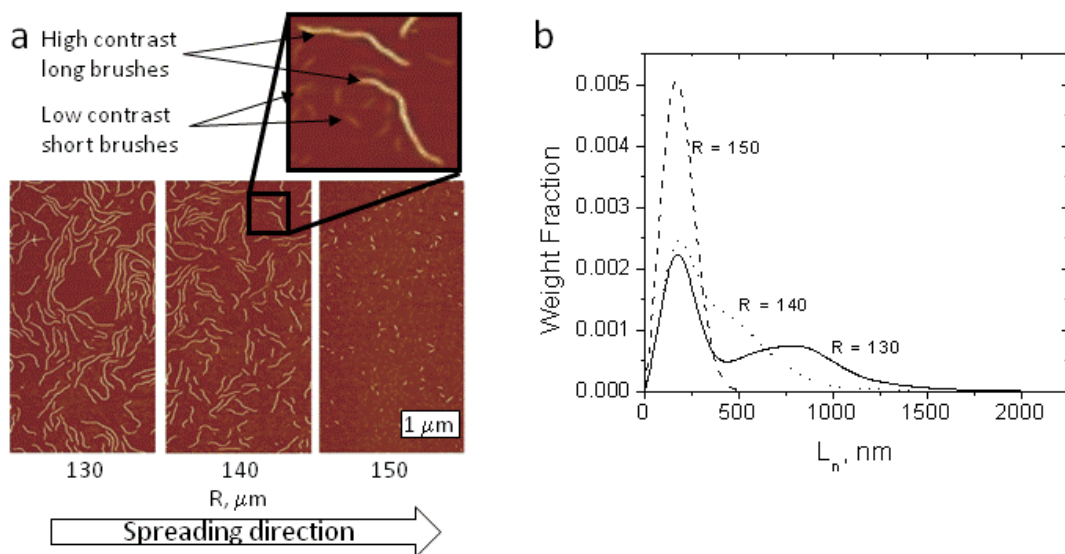 a
High contrast
long brushes
Low contrast
short brushes
1 μm
130
140
150
R, μm
Spreading direction
b
Weight Fraction
0.005
0.004
0.003
0.002
0.001
0.000
R = 150
R = 140
R = 130
0
500
1000
1250
1500
2000
Lₙ, nm